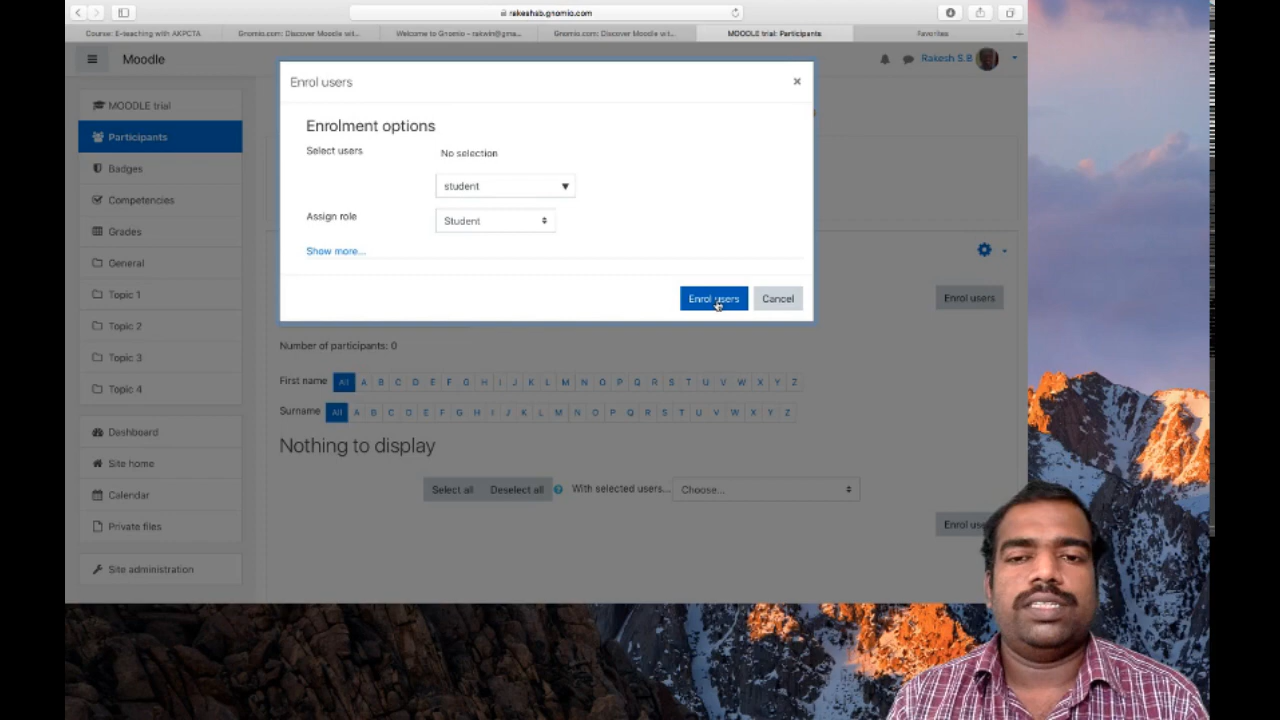 rakeshsb.gnomio.com
Course: E-teaching with AKPCTA
Gnomio.com: Discover Moodle wit...
Welcome to Gnomio - rakwin@gma...
Gnomio.com: Discover Moodle wit...
MOODLE trial: Participants
Favorites
Moodle
Rakesh S.B
Enrol users
Enrolment options
Select users
No selection
student
Assign role
Student
Show more...
Enrol users
Cancel
MOODLE trial
Participants
Badges
Competencies
Grades
General
Topic 1
Topic 2
Topic 3
Topic 4
Dashboard
Site home
Calendar
Private files
Site administration
Enrol users
Number of participants: 0
First name All A B C D E F G H I J K L M N O P Q R S T U V W X Y Z
Surname All A B C D E F G H I J K L M N O P Q R S T U V W X Y Z
Nothing to display
Select all Deselect all With selected users... Choose...
Enrol